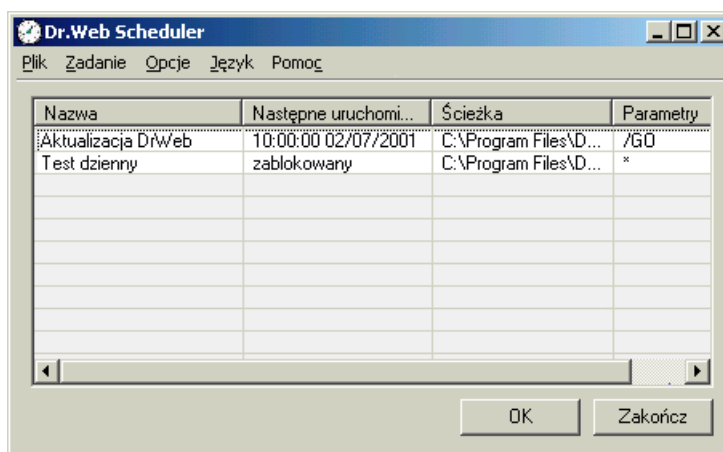 Dr.Web Scheduler
Plik Zadanie Opcje Język Pomoc
Nazwa Następne uruchomi... Ścieżka Parametry
Aktualizacja DrWeb 10:00:00 02/07/2001 C:\Program Files\D... /GO
Test dzienny zablokowany C:\Program Files\D... *
OK Zakończ